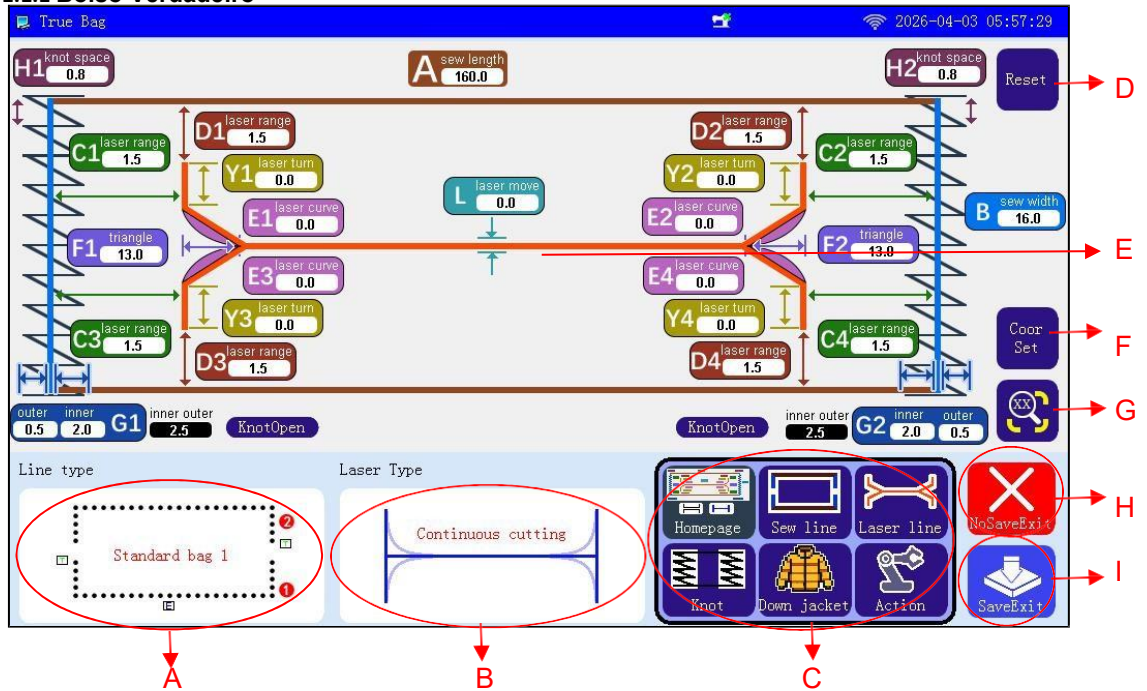 2.2.2 Bolso Verdadero
True Bag
2026-04-03 05:57:29
H1 knot space 0.8
A sew length 160.0
H2 knot space 0.8
Reset
D
D1 laser range 1.5
D2 laser range 1.5
C1 laser range 1.5
C2 laser range 1.5
Y1 laser turn 0.0
Y2 laser turn 0.0
L laser move 0.0
E1 laser curve 0.0
E2 laser curve 0.0
B sew width 16.0
F1 triangle 13.0
F2 triangle 13.0
E
E3 laser curve 0.0
E4 laser curve 0.0
Y3 laser turn 0.0
Y4 laser turn 0.0
C3 laser range 1.5
C4 laser range 1.5
Coor
Set
F
D3 laser range 1.5
D4 laser range 1.5
XX
G
outer inner G1 inner outer
0.5 2.0 2.5 KnotOpen
KnotOpen inner outer G2 inner outer
2.5 2.0 0.5
Line type
Laser Type
2
Standard bag 1
T
T
1
E
Continuous cutting
Homepage
Sew line
Laser line
NoSaveExit
H
Knot
Down jacket
Action
SaveExit
I
A
B
C